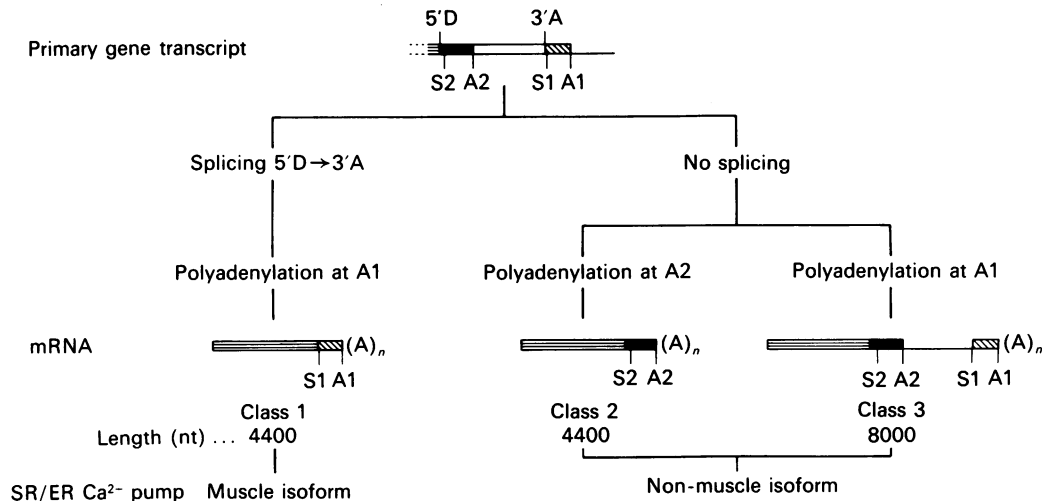 5′D 3′A
Primary gene transcript
S2 A2 S1 A1
Splicing 5′D→3′A No splicing
Polyadenylation at A1 Polyadenylation at A2 Polyadenylation at A1
mRNA (A)n (A)n (A)n
S1 A1 S2 A2 S2 A2 S1 A1
Class 1 Class 2 Class 3
Length (nt) ... 4400 4400 8000
SR/ER Ca²⁻ pump Muscle isoform Non-muscle isoform